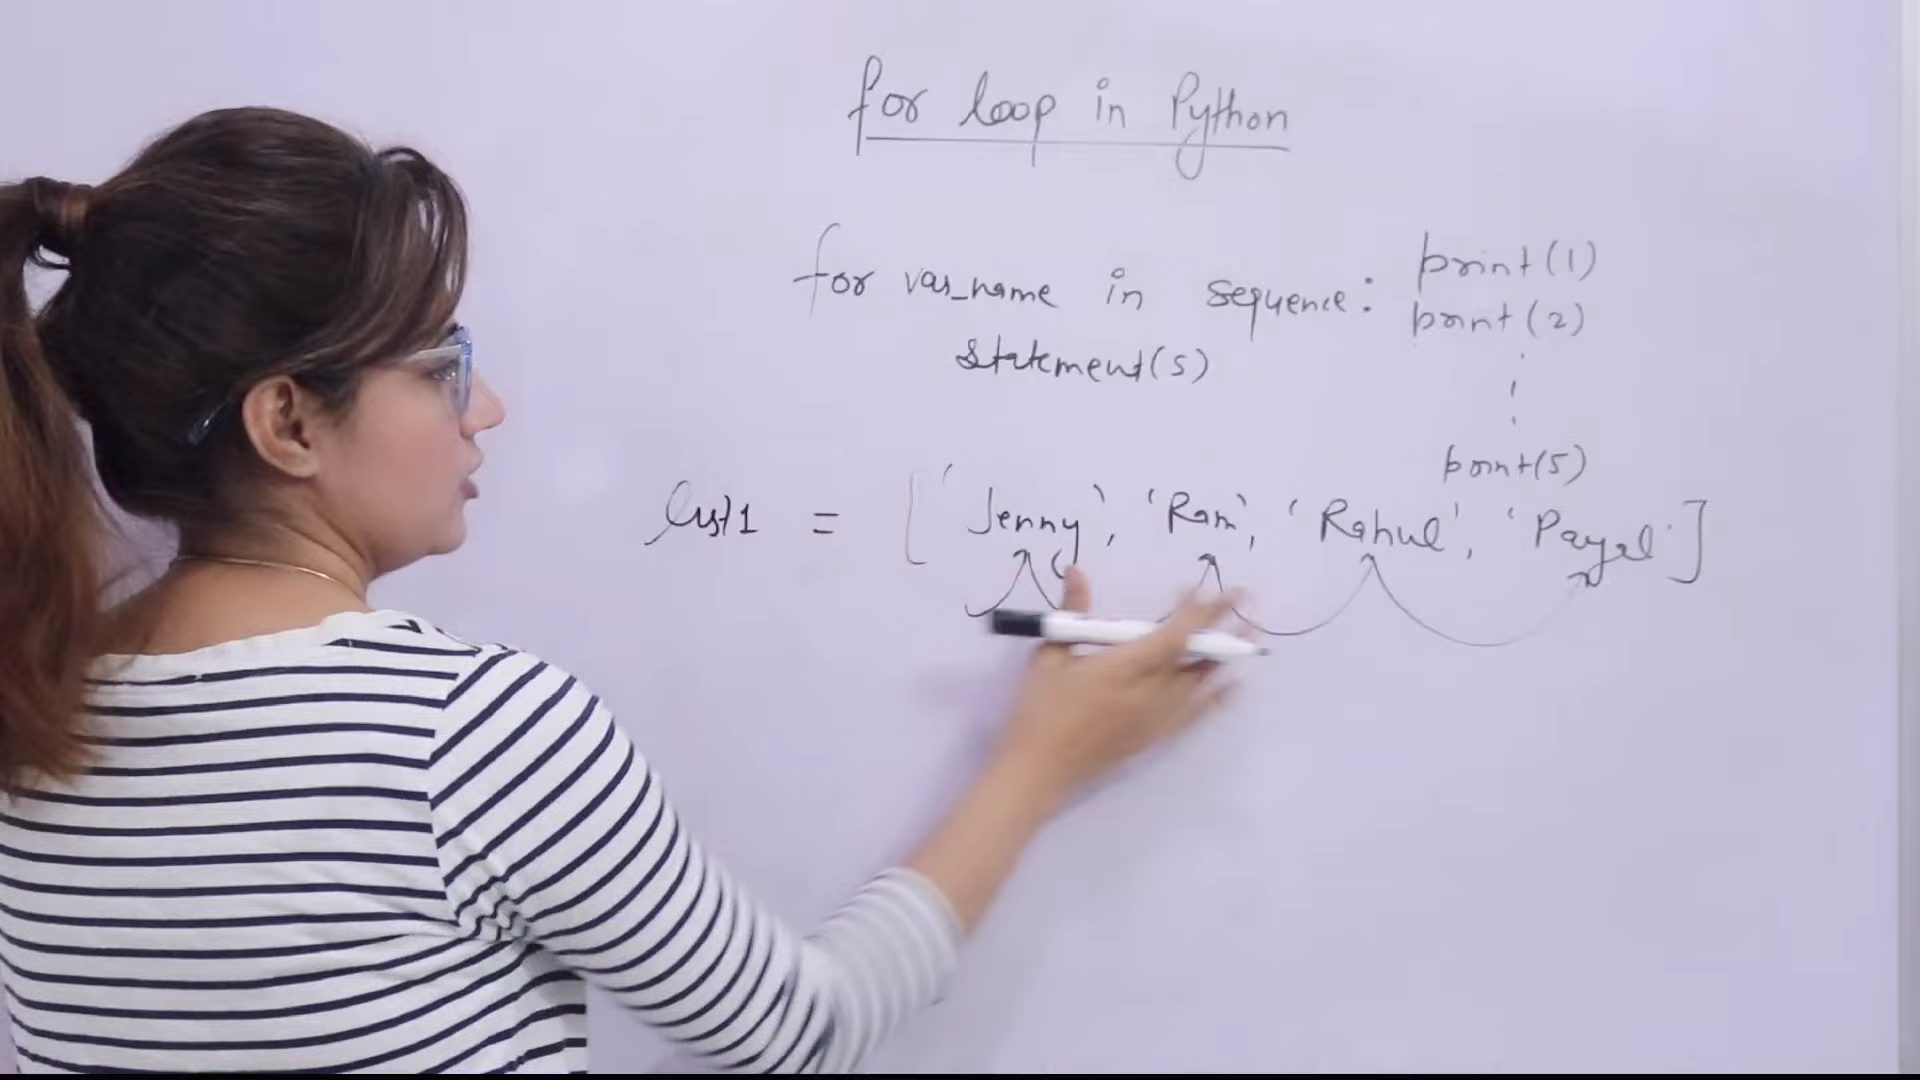 for loop in Python
for var_name in sequence:
statement(s)
print(1)
print(2)
print(5)
list1 = ['Jenny', 'Ram', 'Rahul', 'Payal']